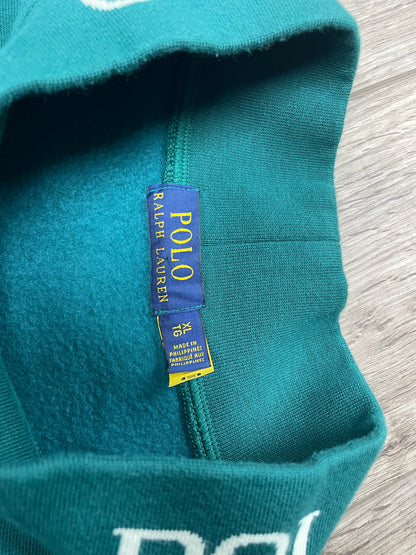 POLO
RALPH LAUREN
XL
TG
MADE IN
PHILIPPINES
FABRIQUÉ AUX
PHILIPPINES